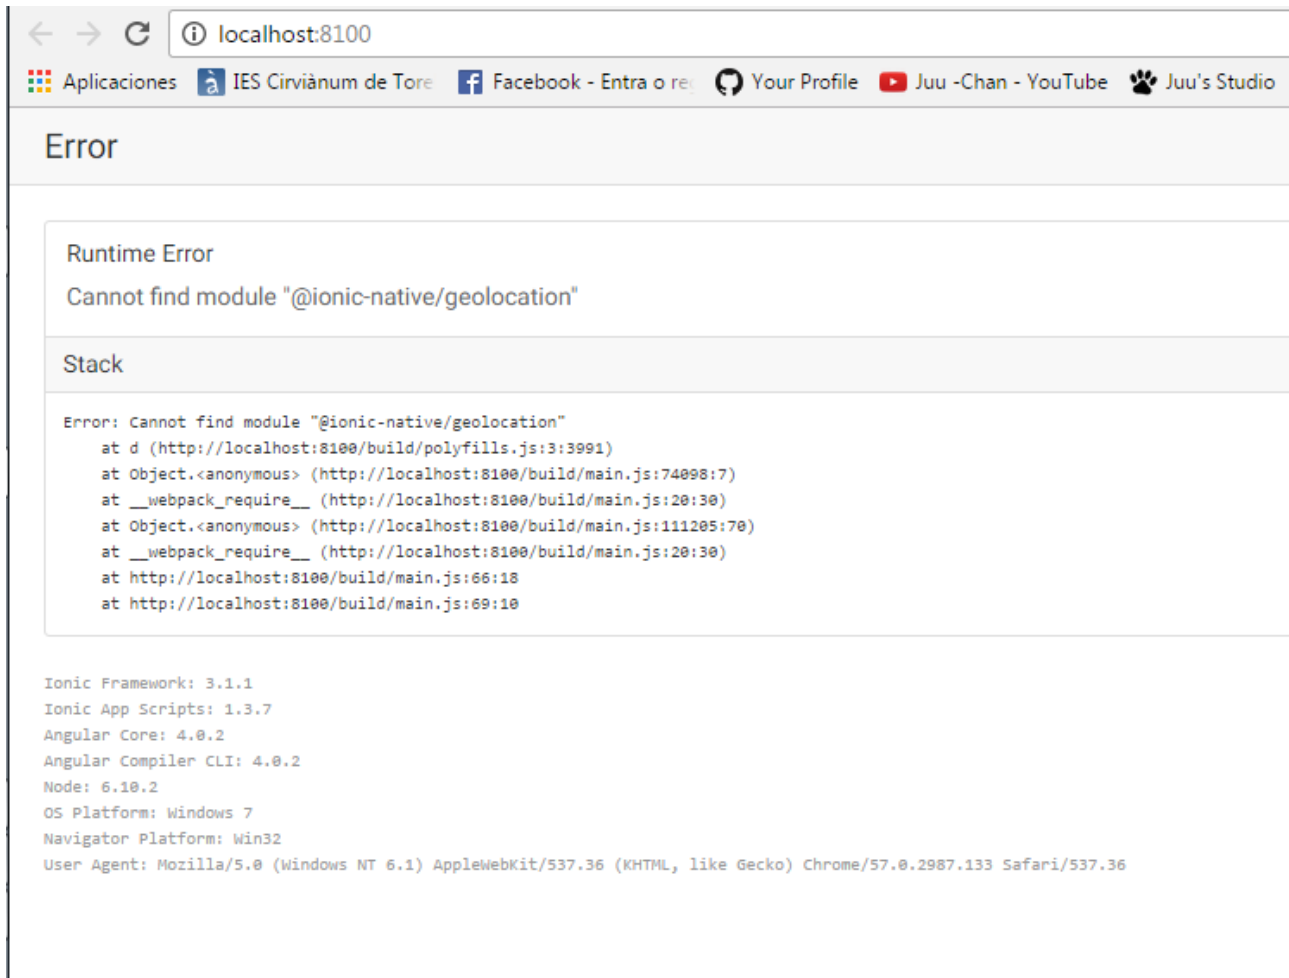 localhost:8100
Aplicaciones IES Cirviànum de Tore Facebook - Entra o re Your Profile Juu -Chan - YouTube Juu's Studio
Error
Runtime Error
Cannot find module "@ionic-native/geolocation"
Stack
Error: Cannot find module "@ionic-native/geolocation"
at d (http://localhost:8100/build/polyfills.js:3:3991)
at Object.<anonymous> (http://localhost:8100/build/main.js:74098:7)
at __webpack_require__ (http://localhost:8100/build/main.js:20:30)
at Object.<anonymous> (http://localhost:8100/build/main.js:111205:70)
at __webpack_require__ (http://localhost:8100/build/main.js:20:30)
at http://localhost:8100/build/main.js:66:18
at http://localhost:8100/build/main.js:69:10
Ionic Framework: 3.1.1
Ionic App Scripts: 1.3.7
Angular Core: 4.0.2
Angular Compiler CLI: 4.0.2
Node: 6.10.2
OS Platform: Windows 7
Navigator Platform: Win32
User Agent: Mozilla/5.0 (Windows NT 6.1) AppleWebKit/537.36 (KHTML, like Gecko) Chrome/57.0.2987.133 Safari/537.36